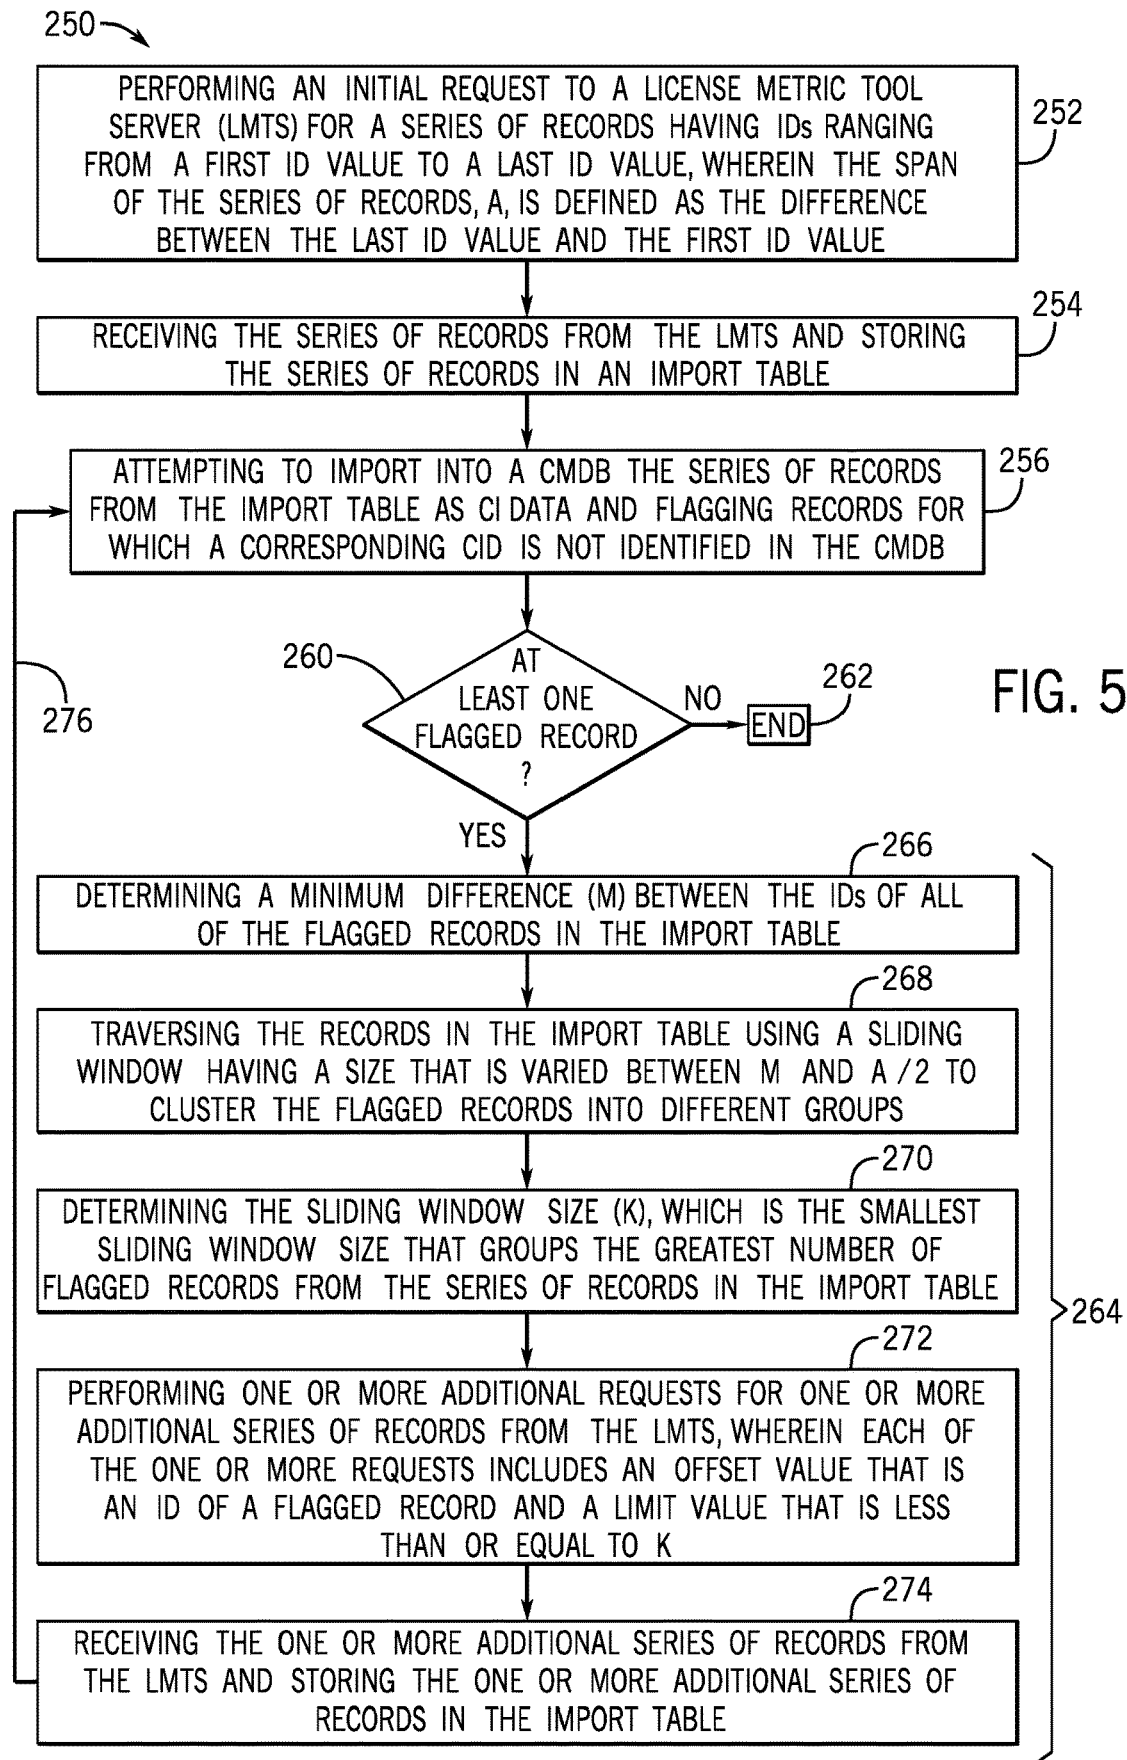 250
PERFORMING AN INITIAL REQUEST TO A LICENSE METRIC TOOL
SERVER (LMTS) FOR A SERIES OF RECORDS HAVING IDs RANGING
FROM A FIRST ID VALUE TO A LAST ID VALUE, WHEREIN THE SPAN
OF THE SERIES OF RECORDS, A, IS DEFINED AS THE DIFFERENCE
BETWEEN THE LAST ID VALUE AND THE FIRST ID VALUE
252
RECEIVING THE SERIES OF RECORDS FROM THE LMTS AND STORING
THE SERIES OF RECORDS IN AN IMPORT TABLE
254
ATTEMPTING TO IMPORT INTO A CMDB THE SERIES OF RECORDS
FROM THE IMPORT TABLE AS CI DATA AND FLAGGING RECORDS FOR
WHICH A CORRESPONDING CID IS NOT IDENTIFIED IN THE CMDB
256
260
AT
LEAST ONE
FLAGGED RECORD
?
NO
END
262
FIG. 5
276
YES
266
DETERMINING A MINIMUM DIFFERENCE (M) BETWEEN THE IDs OF ALL
OF THE FLAGGED RECORDS IN THE IMPORT TABLE
268
TRAVERSING THE RECORDS IN THE IMPORT TABLE USING A SLIDING
WINDOW HAVING A SIZE THAT IS VARIED BETWEEN M AND A /2 TO
CLUSTER THE FLAGGED RECORDS INTO DIFFERENT GROUPS
270
DETERMINING THE SLIDING WINDOW SIZE (K), WHICH IS THE SMALLEST
SLIDING WINDOW SIZE THAT GROUPS THE GREATEST NUMBER OF
FLAGGED RECORDS FROM THE SERIES OF RECORDS IN THE IMPORT TABLE
264
272
PERFORMING ONE OR MORE ADDITIONAL REQUESTS FOR ONE OR MORE
ADDITIONAL SERIES OF RECORDS FROM THE LMTS, WHEREIN EACH OF
THE ONE OR MORE REQUESTS INCLUDES AN OFFSET VALUE THAT IS
AN ID OF A FLAGGED RECORD AND A LIMIT VALUE THAT IS LESS
THAN OR EQUAL TO K
274
RECEIVING THE ONE OR MORE ADDITIONAL SERIES OF RECORDS FROM
THE LMTS AND STORING THE ONE OR MORE ADDITIONAL SERIES OF
RECORDS IN THE IMPORT TABLE